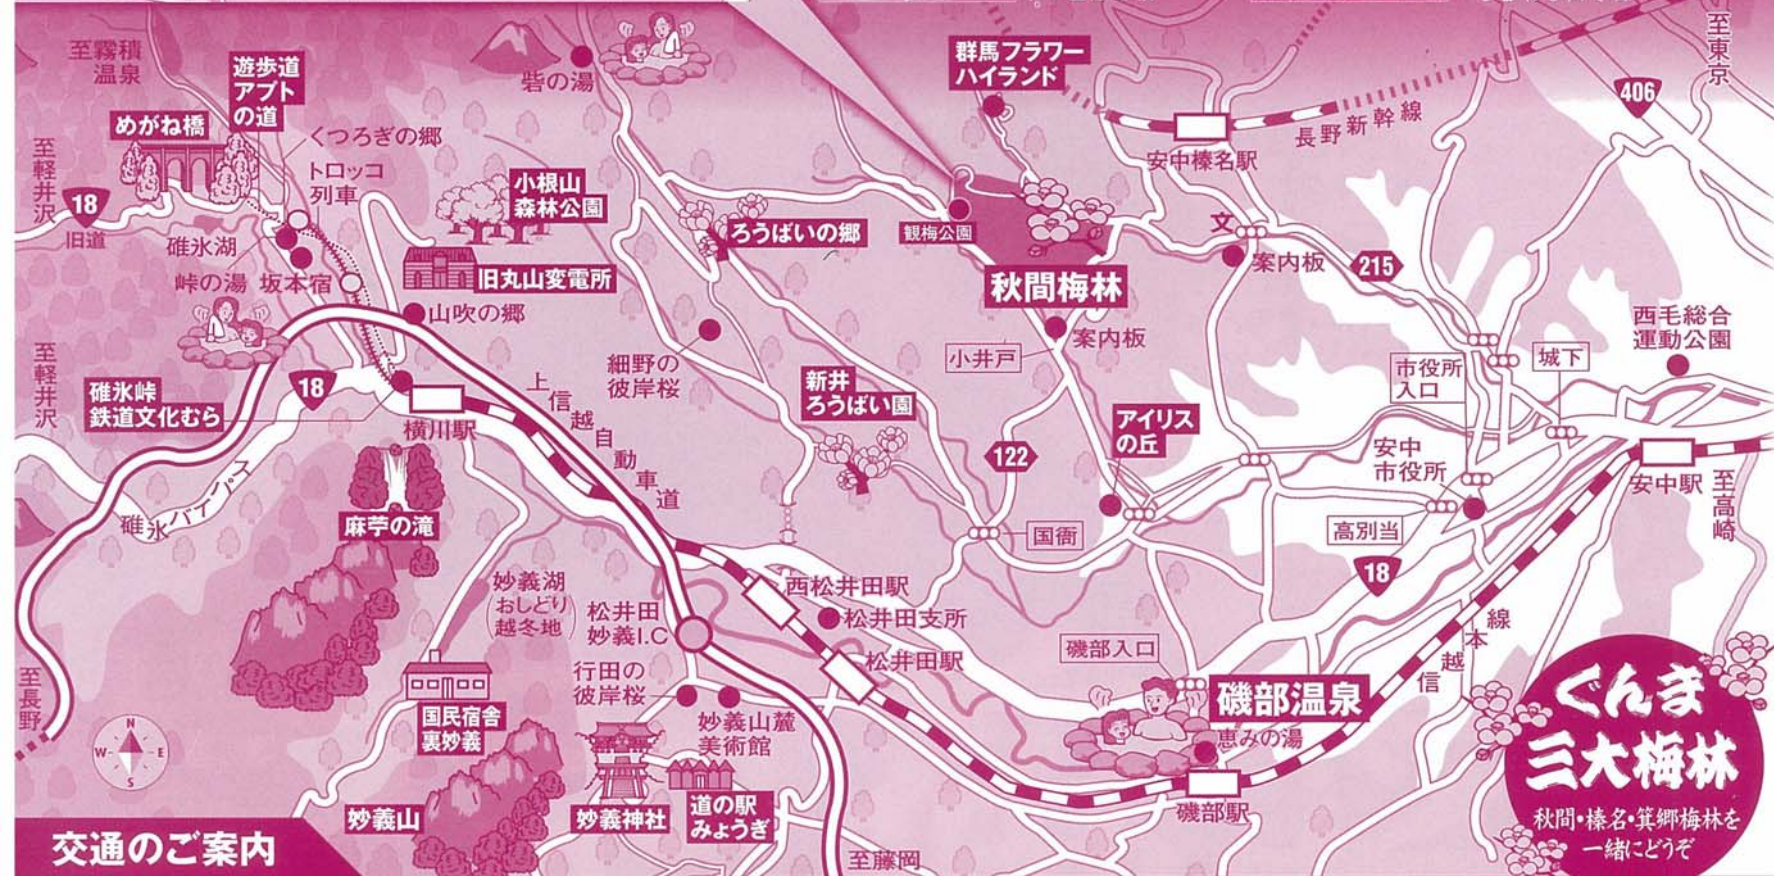 至霧積
温泉
遊歩道
アプト
の道
砦の湯
群馬フラワー
ハイランド
至東京
406
長野新幹線
安中榛名駅
めがね橋
くつろぎの郷
トロッコ
列車
至軽井沢
18
旧道
碓氷湖
峠の湯
坂本宿
小根山
森林公園
旧丸山変電所
山吹の郷
ろうばいの郷
観梅公園
秋間梅林
文
案内板
215
案内板
小井戸
細野の
彼岸桜
新井
ろうばい園
西毛総合
運動公園
市役所
入口
城下
至軽井沢
18
碓氷峠
鉄道文化むら
横川駅
上信越自動車道
アイリス
の丘
122
安中
市役所
安中駅
至高崎
碓氷バイパス
麻苧の滝
国衙
高別当
18
妙義湖
(おしどり
越冬地)
松井田
妙義I.C
西松井田駅
松井田支所
松井田駅
磯部入口
信越本線
至長野
N
W
E
S
行田の
彼岸桜
妙義山麓
美術館
国民宿舎
裏妙義
磯部温泉
恵みの湯
磯部駅
妙義山
妙義神社
道の駅
みょうぎ
至藤岡
交通のご案内
ぐんま
三大梅林
秋間・榛名・箕郷梅林を
一緒にどうぞ